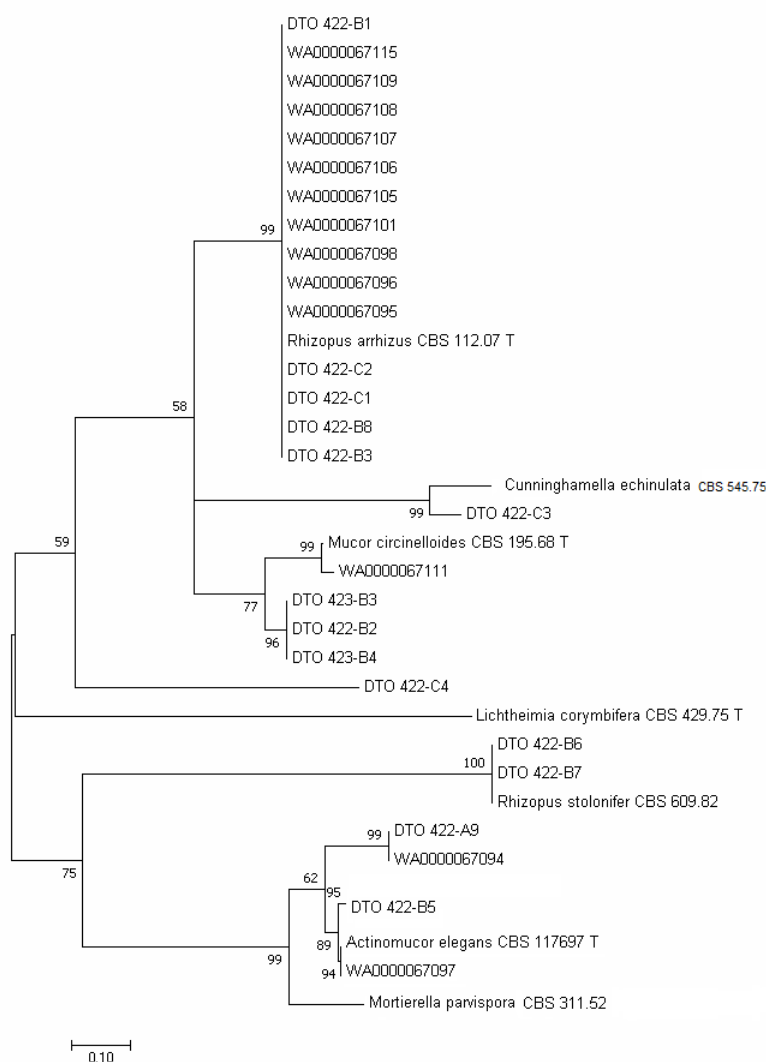 DTO 422-B1
WA0000067115
WA0000067109
WA0000067108
WA0000067107
WA0000067106
WA0000067105
99
WA0000067101
WA0000067098
WA0000067096
WA0000067095
Rhizopus arrhizus CBS 112.07 T
DTO 422-C2
DTO 422-C1
58
DTO 422-B8
DTO 422-B3
Cunninghamella echinulata CBS 545.75
99
DTO 422-C3
59
Mucor circinelloides CBS 195.68 T
99
WA0000067111
77
DTO 423-B3
DTO 422-B2
96
DTO 423-B4
DTO 422-C4
Lichtheimia corymbifera CBS 429.75 T
DTO 422-B6
100
DTO 422-B7
Rhizopus stolonifer CBS 609.82
99
DTO 422-A9
WA0000067094
75
62
95
DTO 422-B5
89
Actinomucor elegans CBS 117697 T
99
94
WA0000067097
Mortierella parvispora CBS 311.52
0.10